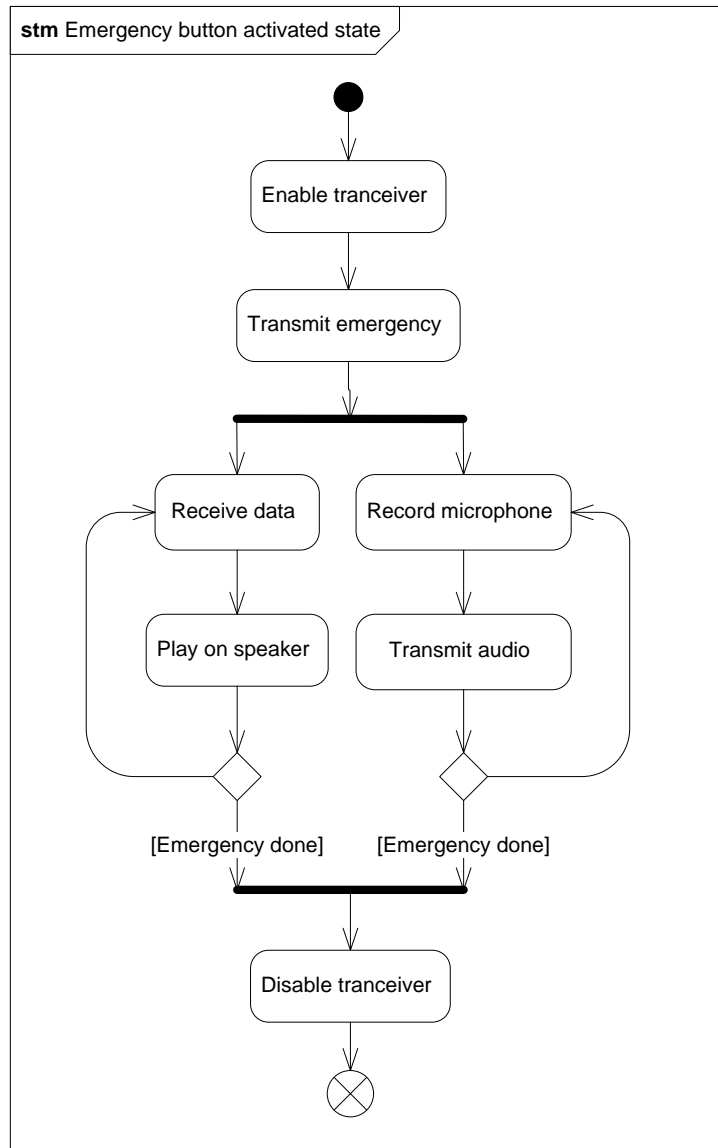 stm Emergency button activated state
Enable tranceiver
Transmit emergency
Receive data
Record microphone
Play on speaker
Transmit audio
[Emergency done]
[Emergency done]
Disable tranceiver